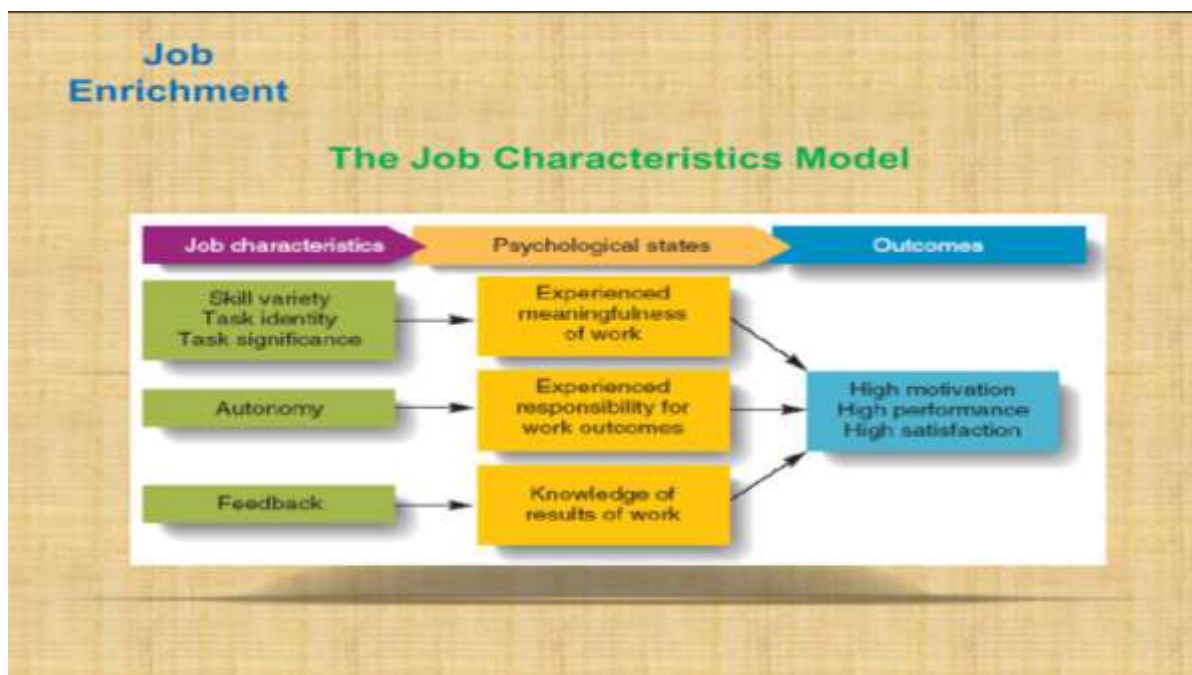 Job
Enrichment
The Job Characteristics Model
Job characteristics
Psychological states
Outcomes
Skill variety
Task identity
Task significance
Experienced
meaningfulness
of work
Autonomy
Experienced
responsibility for
work outcomes
High motivation
High performance
High satisfaction
Feedback
Knowledge of
results of work